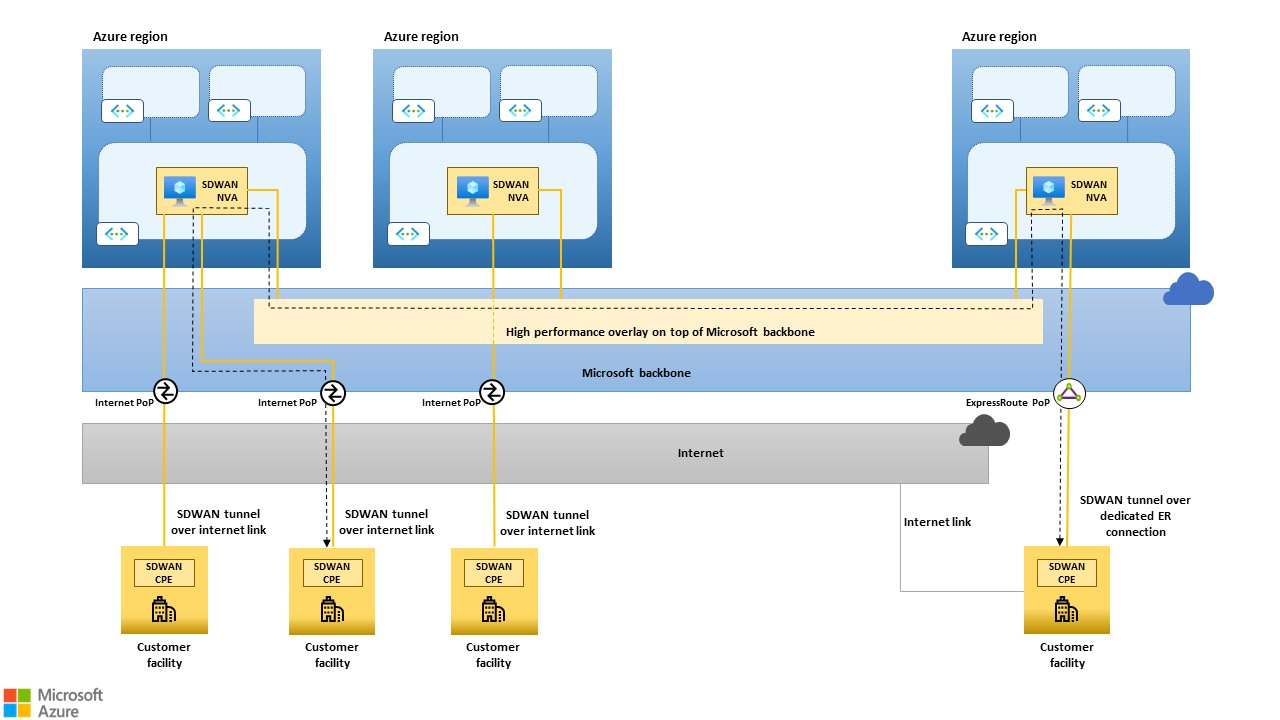 Azure region
Azure region
Azure region
SDWAN
NVA
SDWAN
NVA
SDWAN
NVA
High performance overlay on top of Microsoft backbone
Microsoft backbone
Internet PoP
Internet PoP
Internet PoP
ExpressRoute PoP
Internet
SDWAN tunnel
over internet link
SDWAN tunnel
over internet link
SDWAN tunnel
over internet link
Internet link
SDWAN tunnel over
dedicated ER
connection
SDWAN
CPE
SDWAN
CPE
SDWAN
CPE
SDWAN
CPE
Customer
facility
Customer
facility
Customer
facility
Customer
facility
Microsoft
Azure